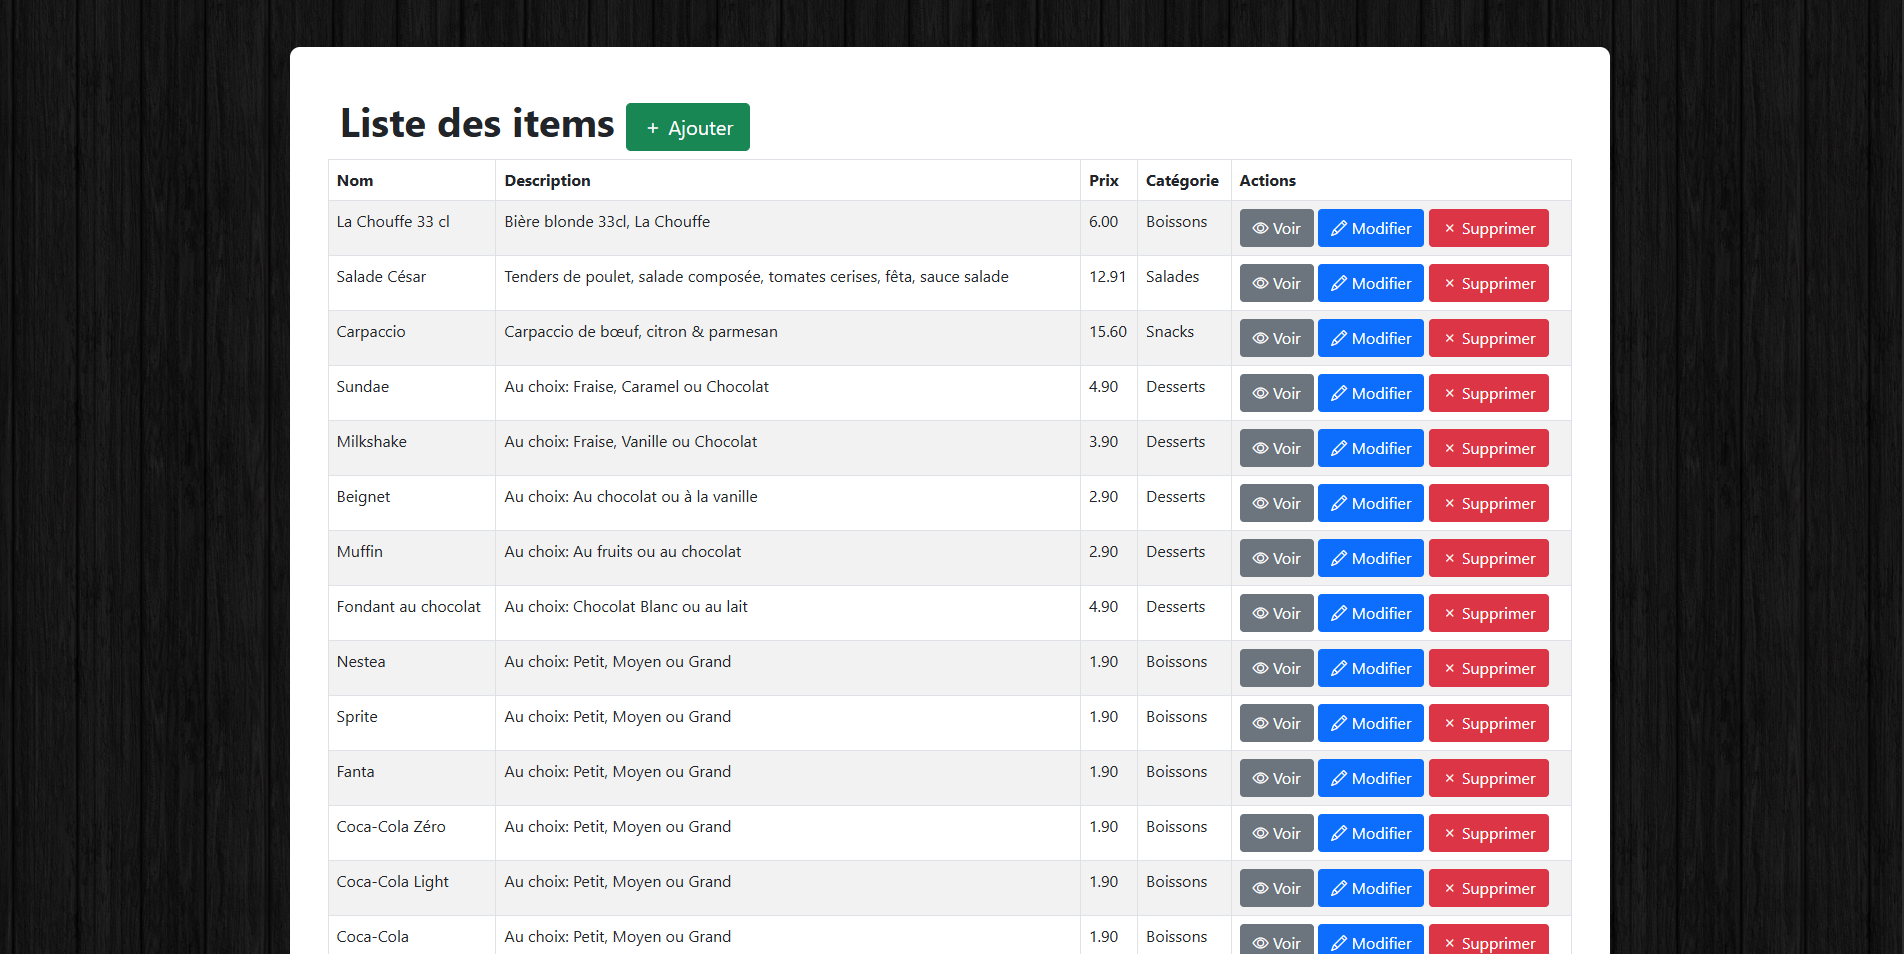 Liste des items + Ajouter
Nom Description Prix Catégorie Actions
La Chouffe 33 cl Bière blonde 33cl, La Chouffe 6.00 Boissons Voir Modifier × Supprimer
Salade César Tenders de poulet, salade composée, tomates cerises, fêta, sauce salade 12.91 Salades Voir Modifier × Supprimer
Carpaccio Carpaccio de bœuf, citron & parmesan 15.60 Snacks Voir Modifier × Supprimer
Sundae Au choix: Fraise, Caramel ou Chocolat 4.90 Desserts Voir Modifier × Supprimer
Milkshake Au choix: Fraise, Vanille ou Chocolat 3.90 Desserts Voir Modifier × Supprimer
Beignet Au choix: Au chocolat ou à la vanille 2.90 Desserts Voir Modifier × Supprimer
Muffin Au choix: Au fruits ou au chocolat 2.90 Desserts Voir Modifier × Supprimer
Fondant au chocolat Au choix: Chocolat Blanc ou au lait 4.90 Desserts Voir Modifier × Supprimer
Nestea Au choix: Petit, Moyen ou Grand 1.90 Boissons Voir Modifier × Supprimer
Sprite Au choix: Petit, Moyen ou Grand 1.90 Boissons Voir Modifier × Supprimer
Fanta Au choix: Petit, Moyen ou Grand 1.90 Boissons Voir Modifier × Supprimer
Coca-Cola Zéro Au choix: Petit, Moyen ou Grand 1.90 Boissons Voir Modifier × Supprimer
Coca-Cola Light Au choix: Petit, Moyen ou Grand 1.90 Boissons Voir Modifier × Supprimer
Coca-Cola Au choix: Petit, Moyen ou Grand 1.90 Boissons Voir Modifier × Supprimer